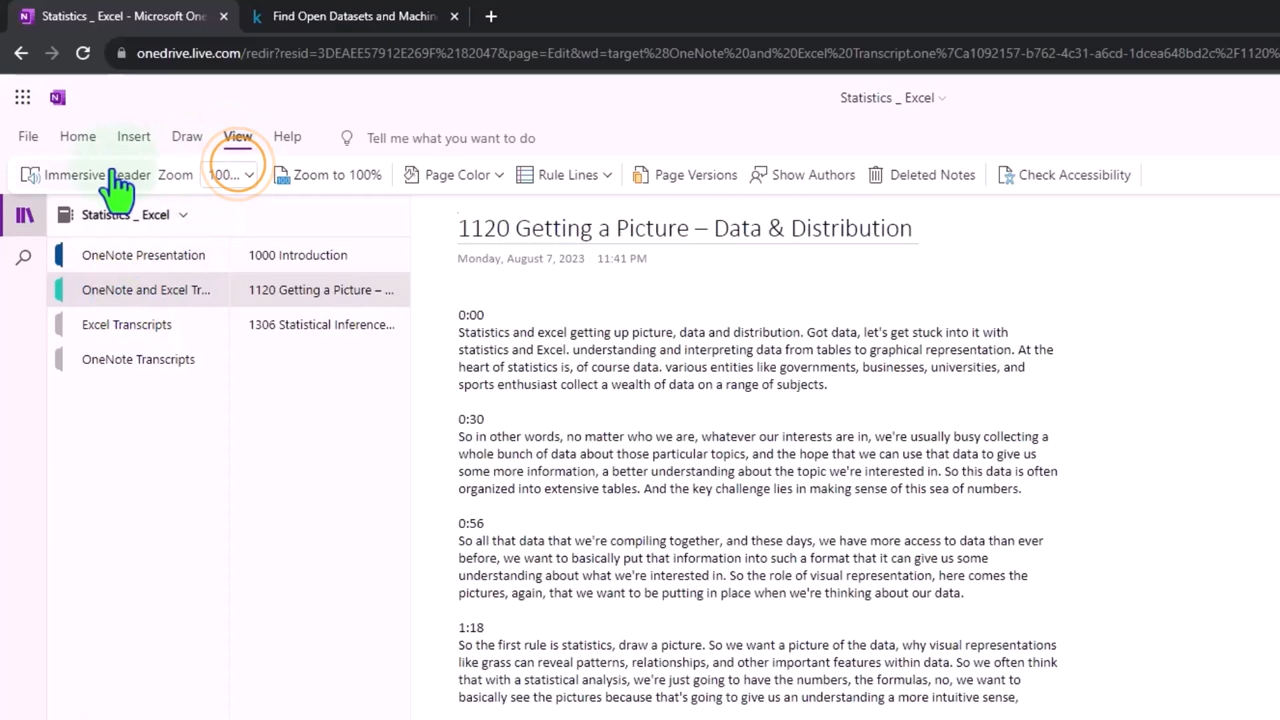 Statistics _ Excel - Microsoft One
Find Open Datasets and Machin
onedrive.live.com/redir?resid=3DEAEE57912E269F%2182047&page=Edit&wd=target%28OneNote%20and%20Excel%20Transcript.one%7Ca1092157-b762-4c31-a6cd-1dcea648bd2c%2F1120%
Statistics _ Excel
File Home Insert Draw View Help Tell me what you want to do
Immersive Reader Zoom 100... Zoom to 100% Page Color Rule Lines Page Versions Show Authors Deleted Notes Check Accessibility
Statistics _ Excel
OneNote Presentation
OneNote and Excel Tr...
Excel Transcripts
OneNote Transcripts
1000 Introduction
1120 Getting a Picture – ...
1306 Statistical Inference...
1120 Getting a Picture – Data & Distribution
Monday, August 7, 2023 11:41 PM
0:00
Statistics and excel getting up picture, data and distribution. Got data, let's get stuck into it with
statistics and Excel. understanding and interpreting data from tables to graphical representation. At the
heart of statistics is, of course data. various entities like governments, businesses, universities, and
sports enthusiast collect a wealth of data on a range of subjects.
0:30
So in other words, no matter who we are, whatever our interests are in, we're usually busy collecting a
whole bunch of data about those particular topics, and the hope that we can use that data to give us
some more information, a better understanding about the topic we're interested in. So this data is often
organized into extensive tables. And the key challenge lies in making sense of this sea of numbers.
0:56
So all that data that we're compiling together, and these days, we have more access to data than ever
before, we want to basically put that information into such a format that it can give us some
understanding about what we're interested in. So the role of visual representation, here comes the
pictures, again, that we want to be putting in place when we're thinking about our data.
1:18
So the first rule is statistics, draw a picture. So we want a picture of the data, why visual representations
like grass can reveal patterns, relationships, and other important features within data. So we often think
that with a statistical analysis, we're just going to have the numbers, the formulas, no, we want to
basically see the pictures because that's going to give us an understanding a more intuitive sense,